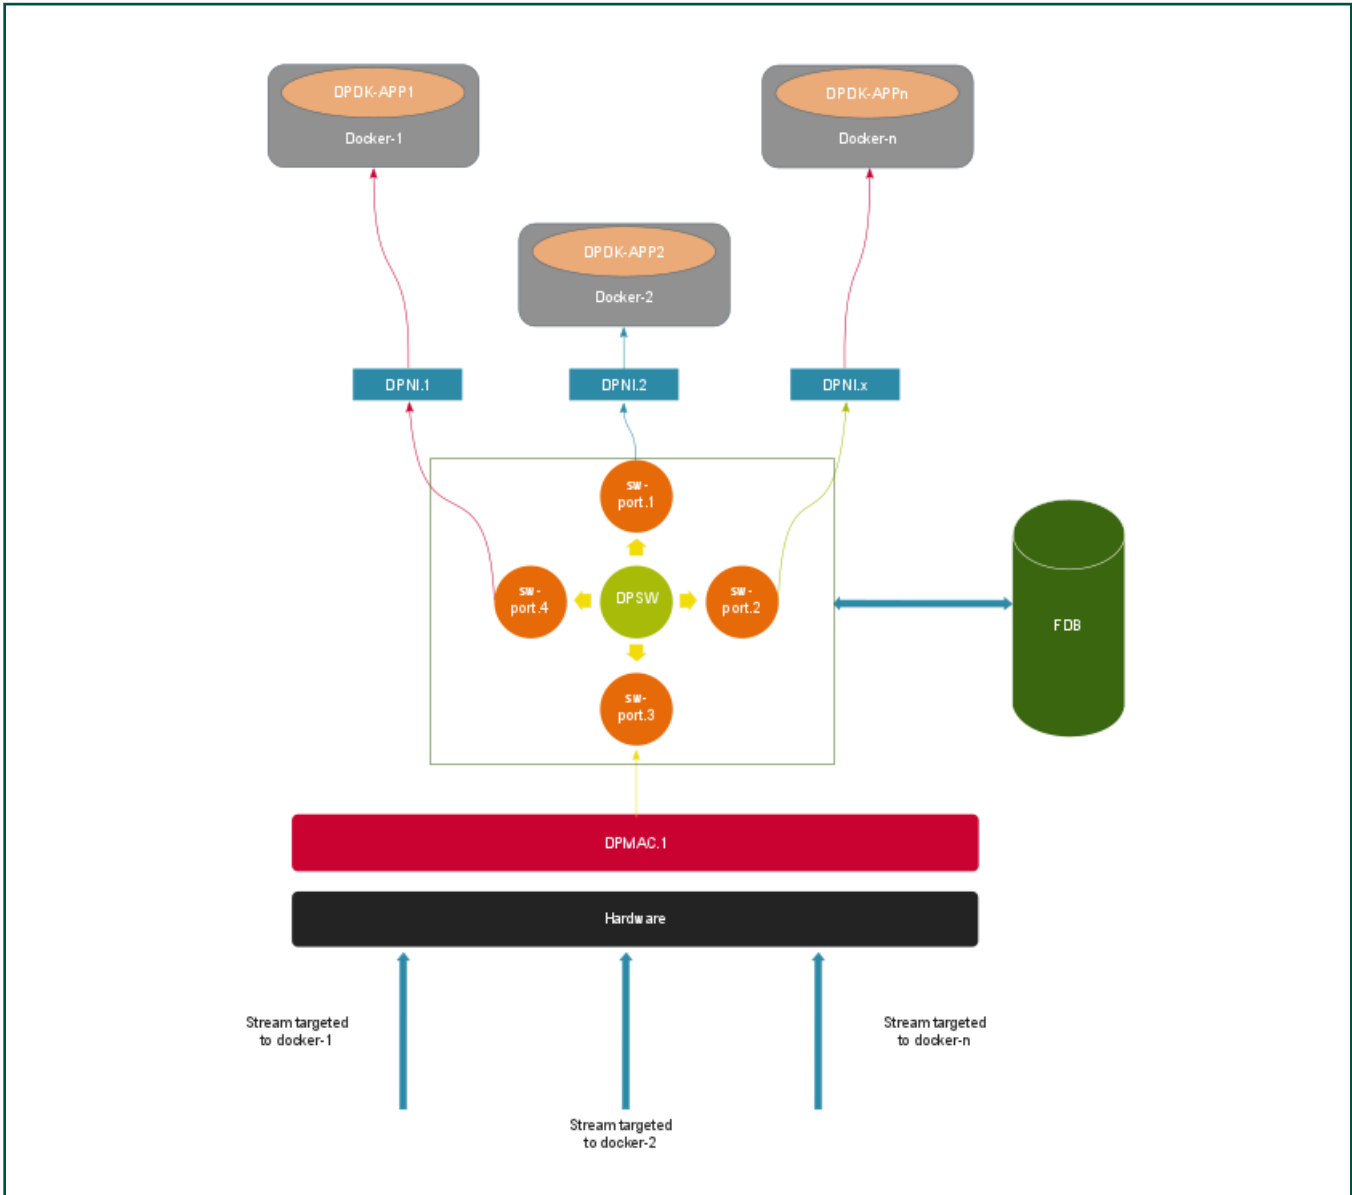 DPDK-APP1
Docker-1
DPDK-APPn
Docker-n
DPDK-APP2
Docker-2
DPNI.1
DPNI.2
DPNI.x
sw-
port.1
sw-
port.4
DPSW
sw-
port.2
sw-
port.3
FDB
DPMAC.1
Hardware
Stream targeted
to docker-1
Stream targeted
to docker-n
Stream targeted
to docker-2